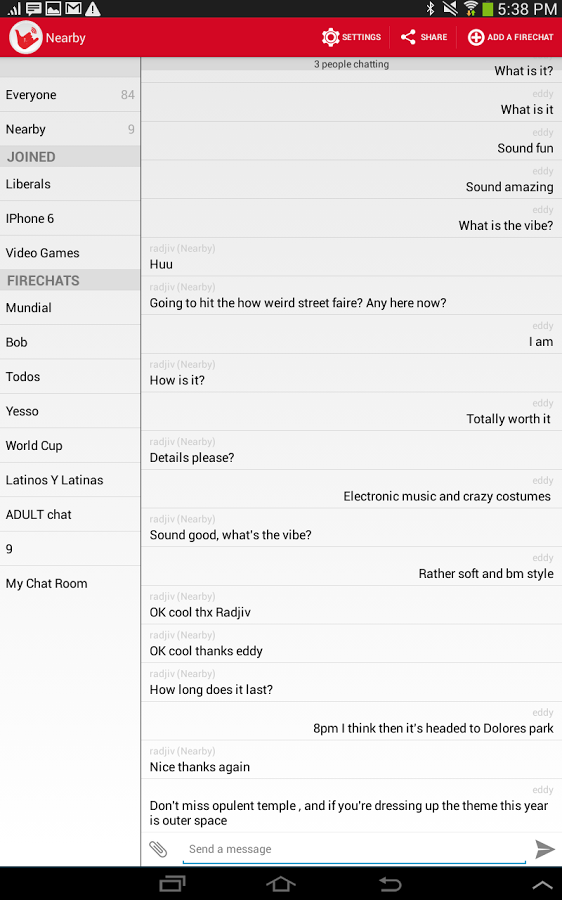 5:38 PM
Nearby
SETTINGS
SHARE
ADD A FIRECHAT
Everyone 84
Nearby 9
JOINED
Liberals
IPhone 6
Video Games
FIRECHATS
Mundial
Bob
Todos
Yesso
World Cup
Latinos Y Latinas
ADULT chat
9
My Chat Room
3 people chatting
What is it?
eddy
What is it
eddy
Sound fun
eddy
Sound amazing
eddy
What is the vibe?
radjiv (Nearby)
Huu
radjiv (Nearby)
Going to hit the how weird street faire? Any here now?
eddy
I am
radjiv (Nearby)
How is it?
eddy
Totally worth it
radjiv (Nearby)
Details please?
eddy
Electronic music and crazy costumes
radjiv (Nearby)
Sound good, what's the vibe?
eddy
Rather soft and bm style
radjiv (Nearby)
OK cool thx Radjiv
radjiv (Nearby)
OK cool thanks eddy
radjiv (Nearby)
How long does it last?
eddy
8pm I think then it's headed to Dolores park
radjiv (Nearby)
Nice thanks again
eddy
Don't miss opulent temple , and if you're dressing up the theme this year
is outer space
Send a message